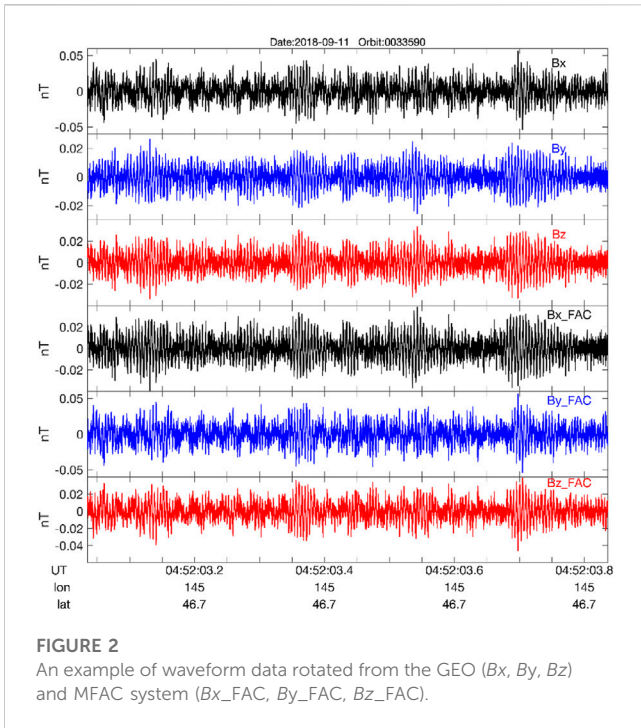 Date:2018-09-11 Orbit:0033590
0.05
Bx
nT
0
-0.05
0.02
By
nT
0
-0.02
0.02
Bz
nT
0
-0.02
0.02
Bx_FAC
nT
0
-0.02
0.05
By_FAC
nT
0
-0.05
0.02
Bz_FAC
nT
0
-0.02
-0.04
UT 04:52:03.2 04:52:03.4 04:52:03.6 04:52:03.8
lon 145 145 145 145
lat 46.7 46.7 46.7 46.7
FIGURE 2
An example of waveform data rotated from the GEO (Bx, By, Bz)
and MFAC system (Bx_FAC, By_FAC, Bz_FAC).